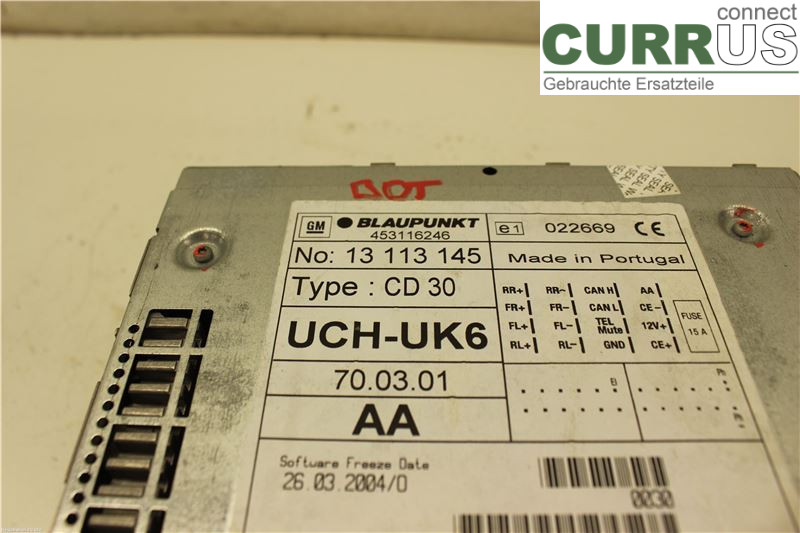 connect
CURRUS
Gebrauchte Ersatzteile
GM BLAUPUNKT
453116246
e1 022669 CE
No: 13 113 145
Made in Portugal
Type : CD 30
UCH-UK6
70.03.01
AA
RR+ RR- CAN H AA
FR+ FR- CAN L CE-
FL+ FL- TEL Mute 12V+
RL+ RL- GND CE+
FUSE
15 A
B
Ph
Ph
Software Freeze Date
26.03.2004/0
0030